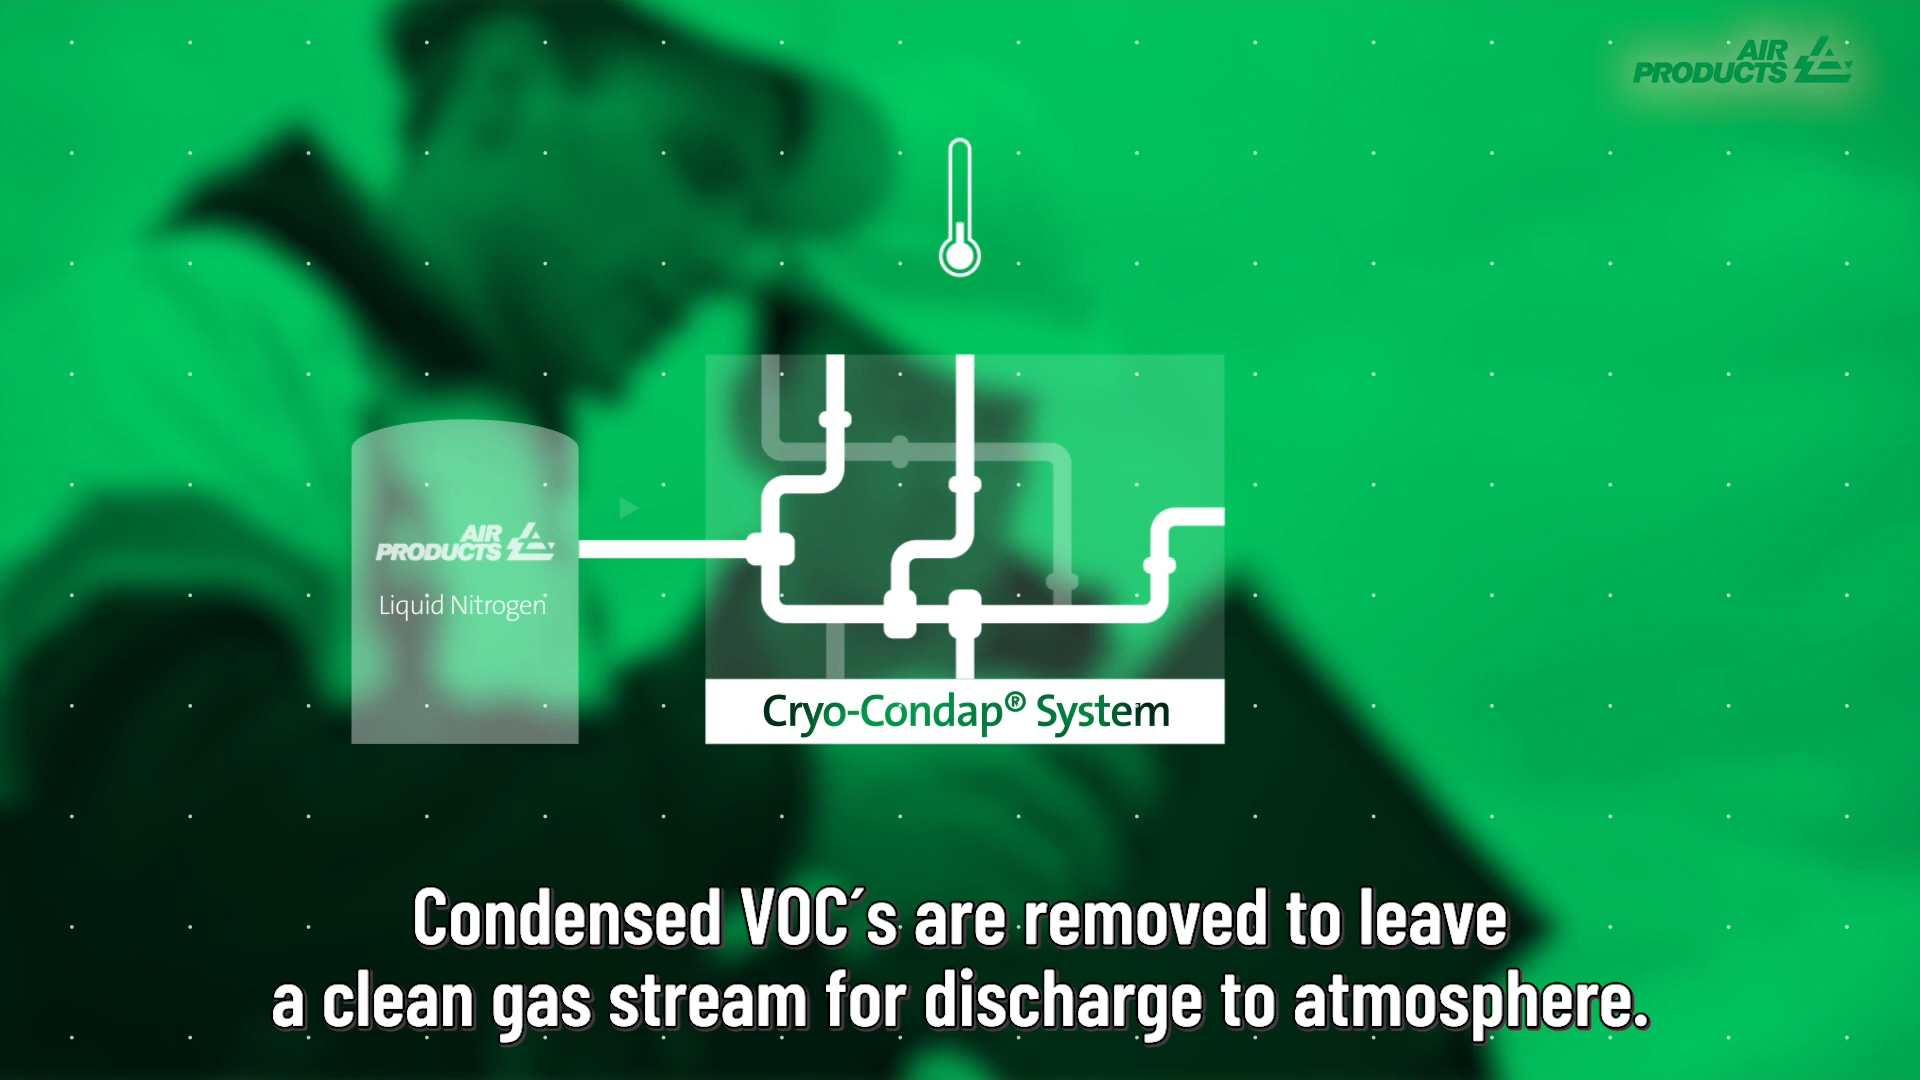 AIR
PRODUCTS
AIR
PRODUCTS
Liquid Nitrogen
Cryo-Condap® System
Condensed VOC´s are removed to leave
a clean gas stream for discharge to atmosphere.